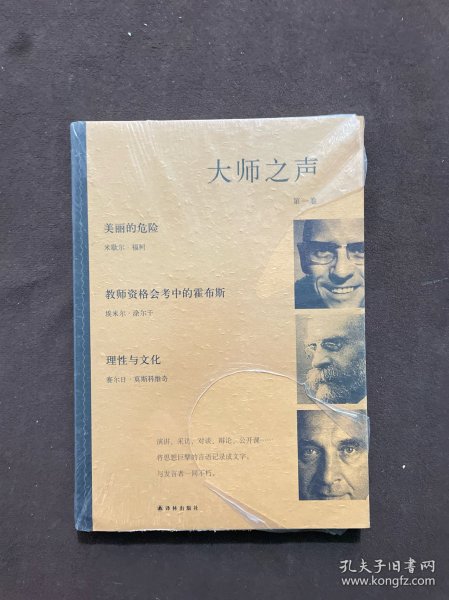 大师之声
第一卷
美丽的危险
米歇尔·福柯
教师资格会考中的霍布斯
埃米尔·涂尔干
理性与文化
赛尔日·莫斯科维奇
演讲、采访、对谈、辩论、公开课……
将思想巨擘的言语记录成文字，
与发言者一同不朽。
译林出版社
孔夫子旧书网
www.kongfz.com